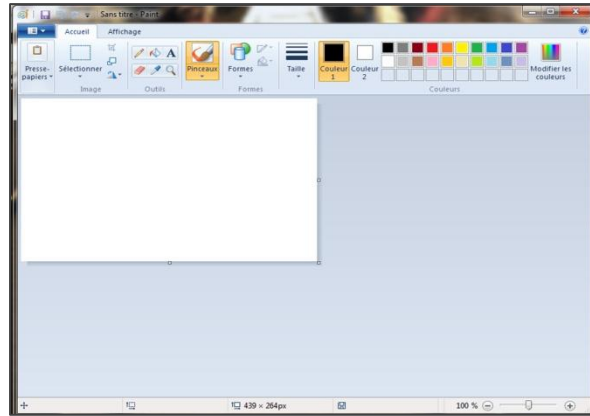 Sans titre - Paint
Accueil Affichage
Presse-
papiers
Sélectionner
Image
A
Outils
Pinceaux
Formes
Formes
Taille
Couleur
1
Couleur
2
Modifier les
couleurs
Couleurs
439 × 264px
100 %